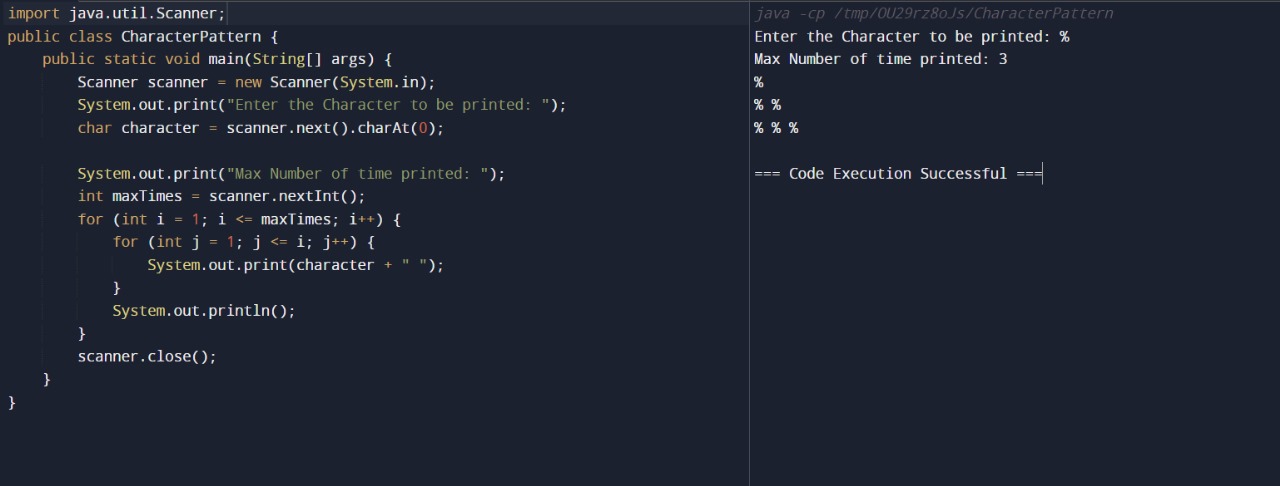 import java.util.Scanner;
public class CharacterPattern {
    public static void main(String[] args) {
        Scanner scanner = new Scanner(System.in);
        System.out.print("Enter the Character to be printed: ");
        char character = scanner.next().charAt(0);

        System.out.print("Max Number of time printed: ");
        int maxTimes = scanner.nextInt();
        for (int i = 1; i <= maxTimes; i++) {
            for (int j = 1; j <= i; j++) {
                System.out.print(character + " ");
            }
            System.out.println();
        }
        scanner.close();
    }
}
java -cp /tmp/OU29rz8oJs/CharacterPattern
Enter the Character to be printed: %
Max Number of time printed: 3
%
% %
% % %

=== Code Execution Successful ===